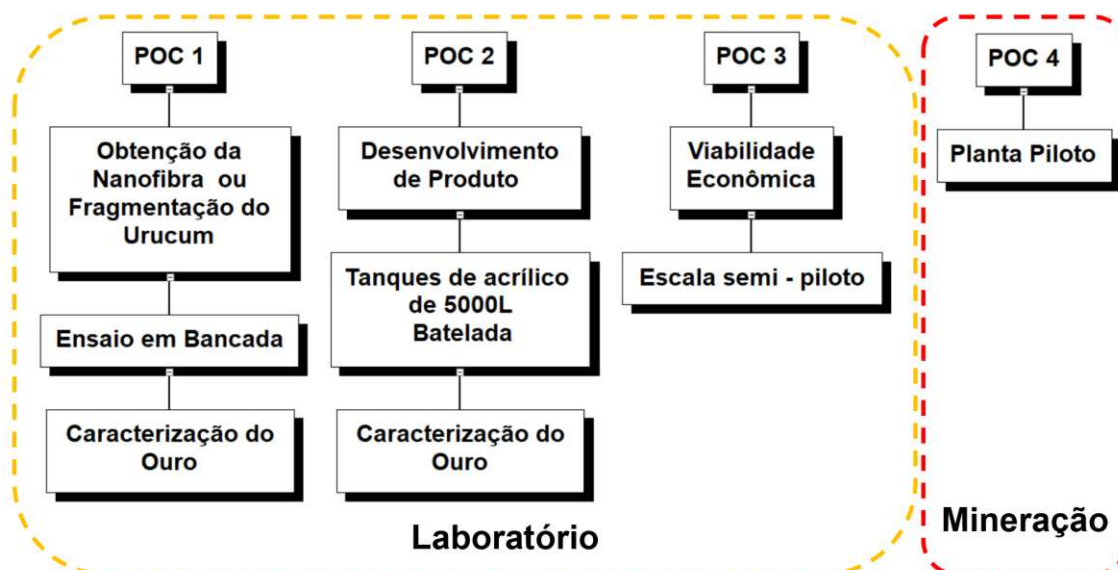 POC 1
Obtenção da
Nanofibra ou
Fragmentação do
Urucum
Ensaio em Bancada
Caracterização do
Ouro
POC 2
Desenvolvimento
de Produto
Tanques de acrílico
de 5000L
Batelada
Caracterização do
Ouro
POC 3
Viabilidade
Econômica
Escala semi - piloto
Laboratório
POC 4
Planta Piloto
Mineração